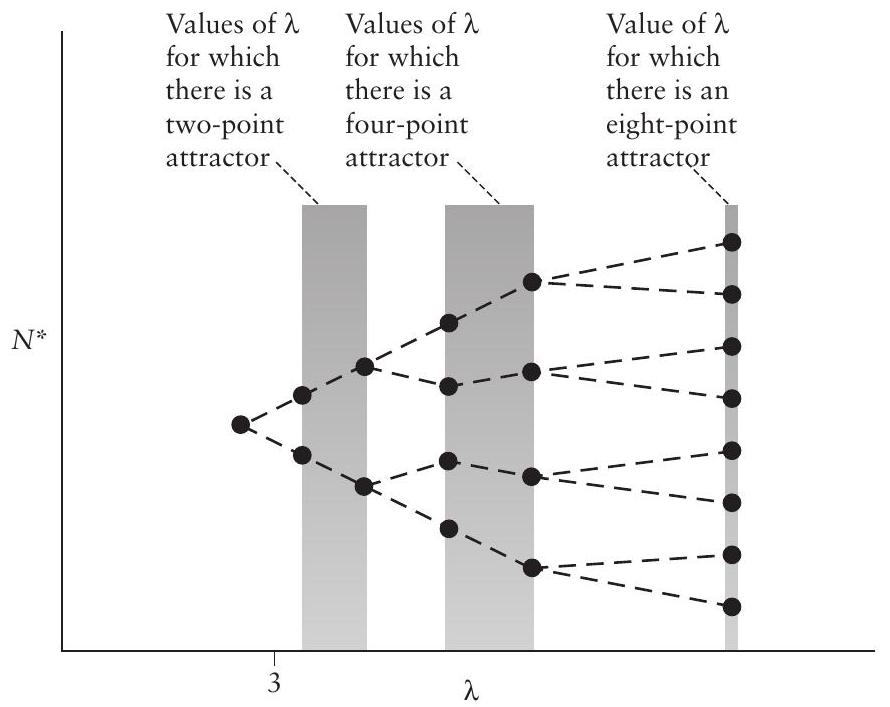 Values of λ
for which
there is a
two-point
attractor
Values of λ
for which
there is a
four-point
attractor
Value of λ
for which
there is an
eight-point
attractor
N*
3
λ